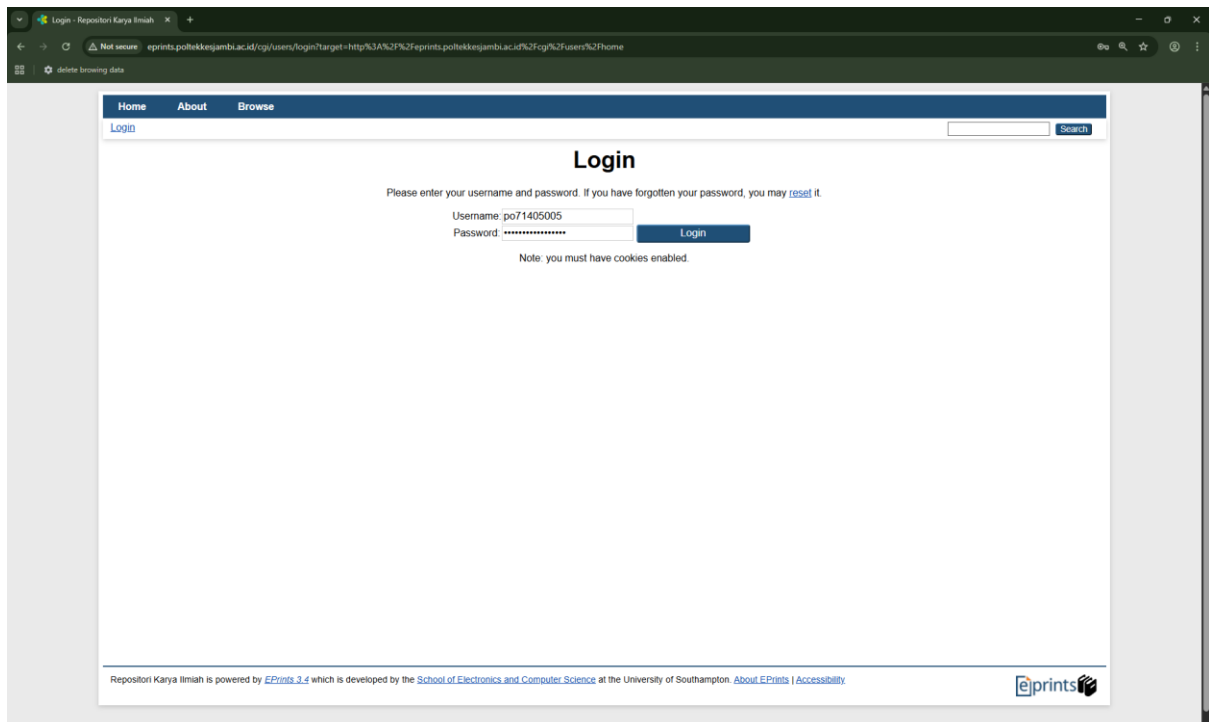 Login - Repositori Karya Ilmiah
Not secure eprints.poltekkesjambi.ac.id/cgi/users/login?target=http%3A%2F%2Feprints.poltekkesjambi.ac.id%2Fcgi%2Fusers%2Fhome
delete browing data
Home About Browse
Login Search
Login
Please enter your username and password. If you have forgotten your password, you may reset it.
Username: po71405005
Password: •••••••••••••••• Login
Note: you must have cookies enabled.
Repositori Karya Ilmiah is powered by EPrints 3.4 which is developed by the School of Electronics and Computer Science at the University of Southampton. About EPrints | Accessibility
eprints